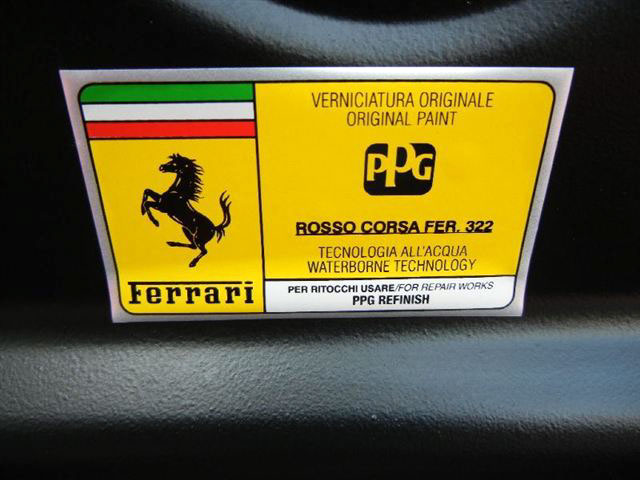 Ferrari
VERNICIATURA ORIGINALE
ORIGINAL PAINT
PPG
ROSSO CORSA FER. 322
TECNOLOGIA ALL'ACQUA
WATERBORNE TECHNOLOGY
PER RITOCCHI USARE/FOR REPAIR WORKS
PPG REFINISH